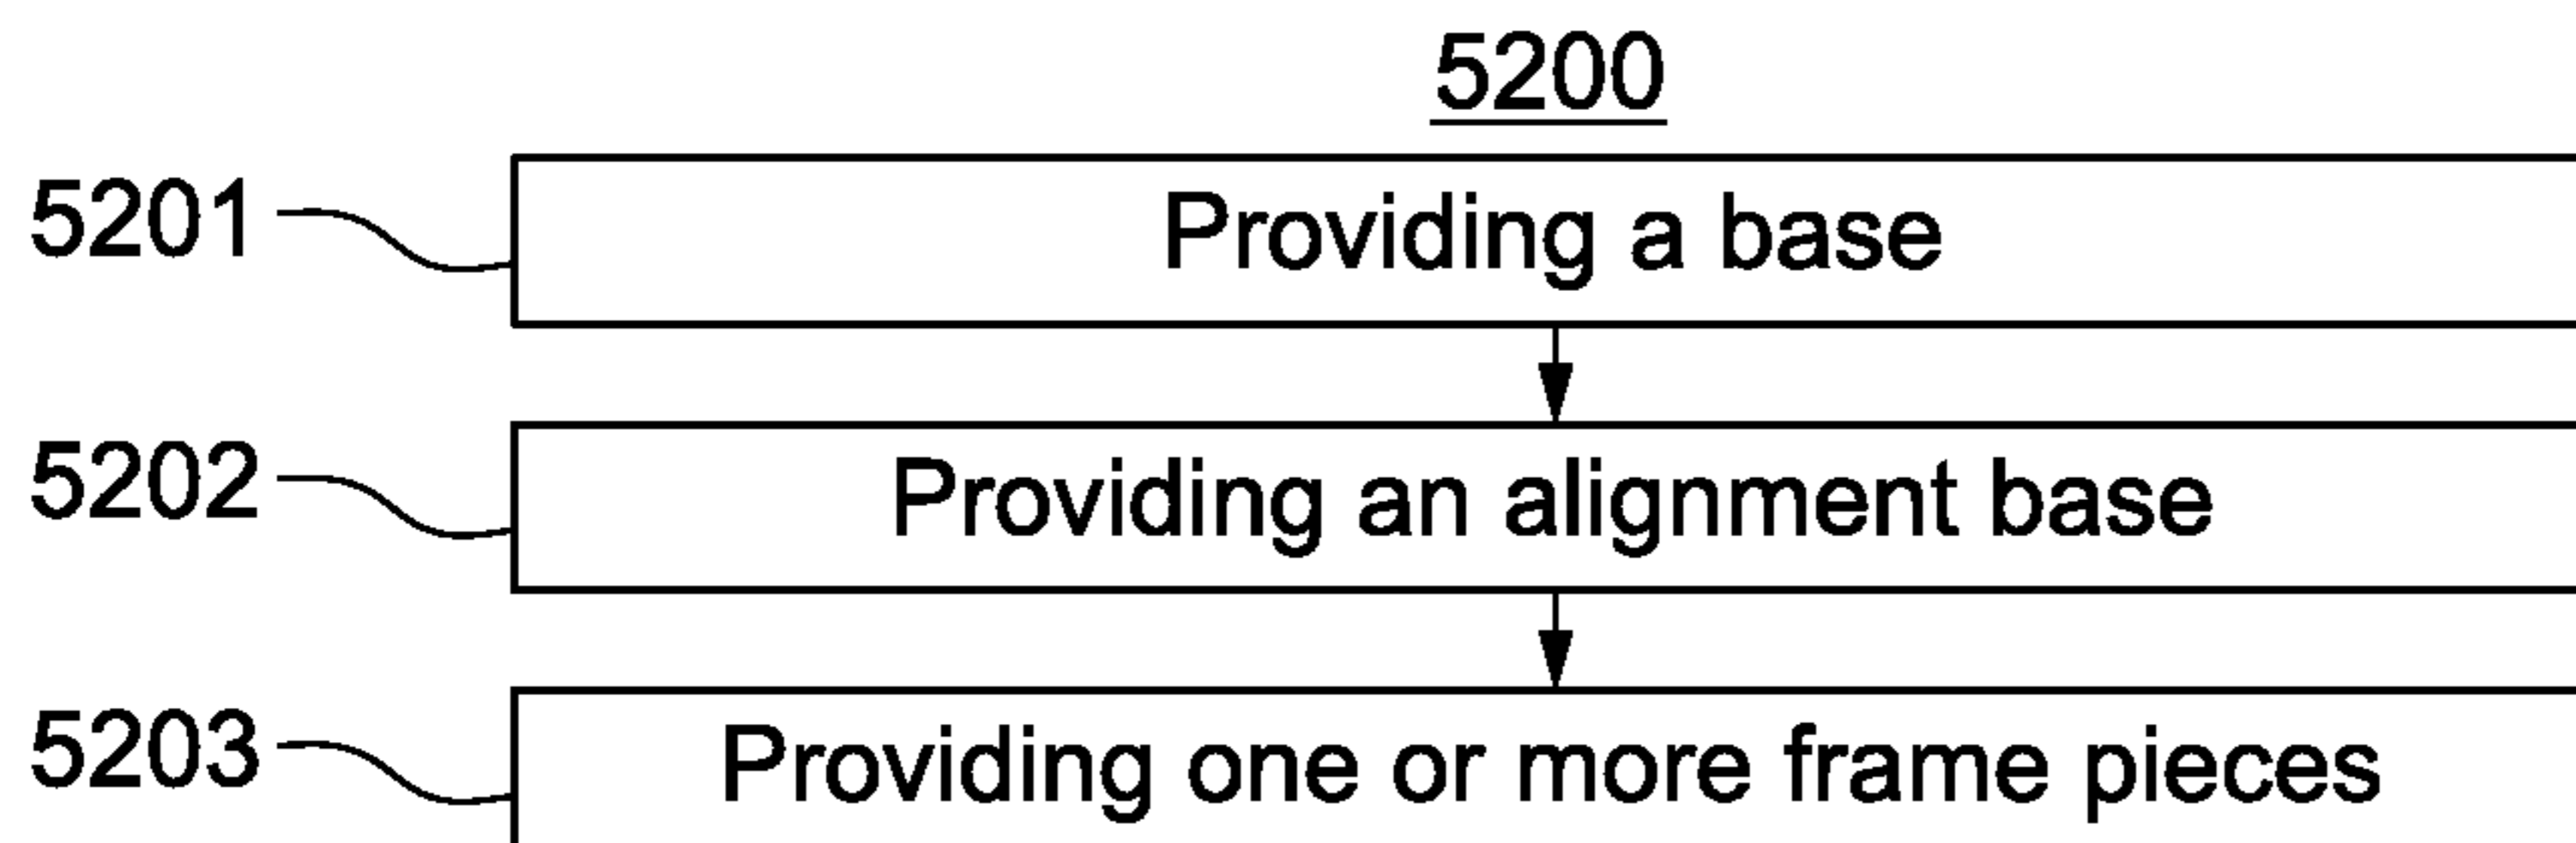 5200
5201 Providing a base
5202 Providing an alignment base
5203 Providing one or more frame pieces